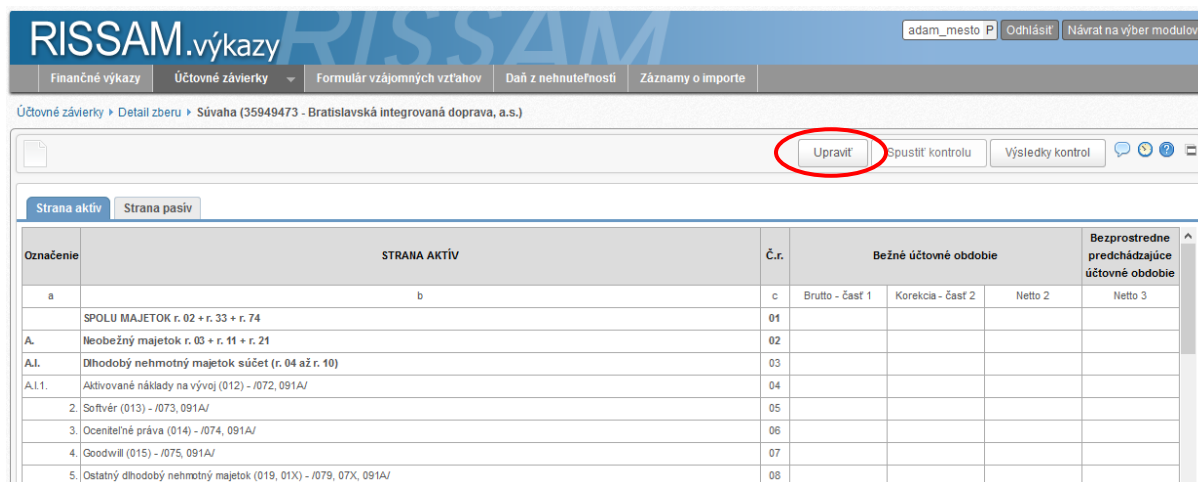 RISSAM.výkazy
RISSAM
adam_mesto P Odhlásiť Návrat na výber modulov
Finančné výkazy Účtovné závierky Formulár vzájomných vzťahov Daň z nehnuteľnosti Záznamy o importe
Účtovné závierky Detail zberu Súvaha (35949473 - Bratislavská integrovaná doprava, a.s.)
Upraviť Spustiť kontrolu Výsledky kontrol
Strana aktív Strana pasív
Označenie STRANA AKTÍV Č.r. Bežné účtovné obdobie Bezprostredne predchádzajúce účtovné obdobie
a b c Brutto - časť 1 Korekcia - časť 2 Netto 2 Netto 3
SPOLU MAJETOK r. 02 + r. 33 + r. 74 01
A. Neobežný majetok r. 03 + r. 11 + r. 21 02
A.I. Dlhodobý nehmotný majetok súčet (r. 04 až r. 10) 03
A.I.1. Aktivované náklady na vývoj (012) - /072, 091A/ 04
2. Softvér (013) - /073, 091A/ 05
3. Oceniteľné práva (014) - /074, 091A/ 06
4. Goodwill (015) - /075, 091A/ 07
5. Ostatný dlhodobý nehmotný majetok (019, 01X) - /079, 07X, 091A/ 08